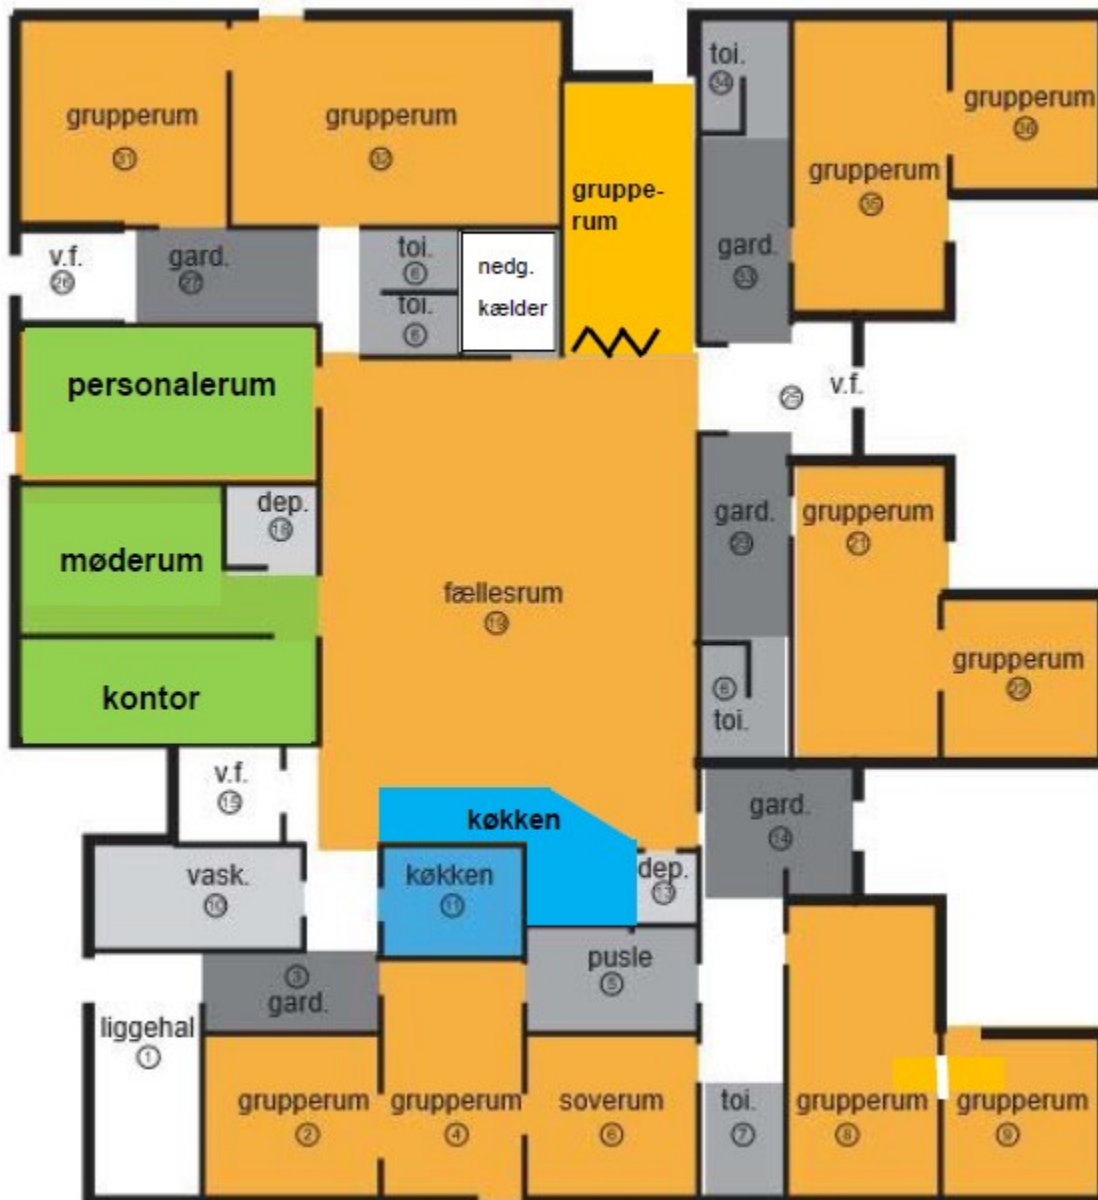 toi.
34
grupperum
36
grupperum
31
grupperum
32
grupperum
35
gruppe-
rum
v.f.
26
gard.
27
toi.
6
toi.
6
nedg.
kælder
gard.
33
personalerum
v.f.
25
dep.
18
møderum
gard.
23
grupperum
21
fællesrum
19
kontor
6
toi.
grupperum
22
v.f.
15
køkken
gard.
14
vask.
10
køkken
11
dep.
13
3
gard.
pusle
5
liggehal
1
grupperum
2
grupperum
4
soverum
6
toi.
7
grupperum
8
grupperum
9